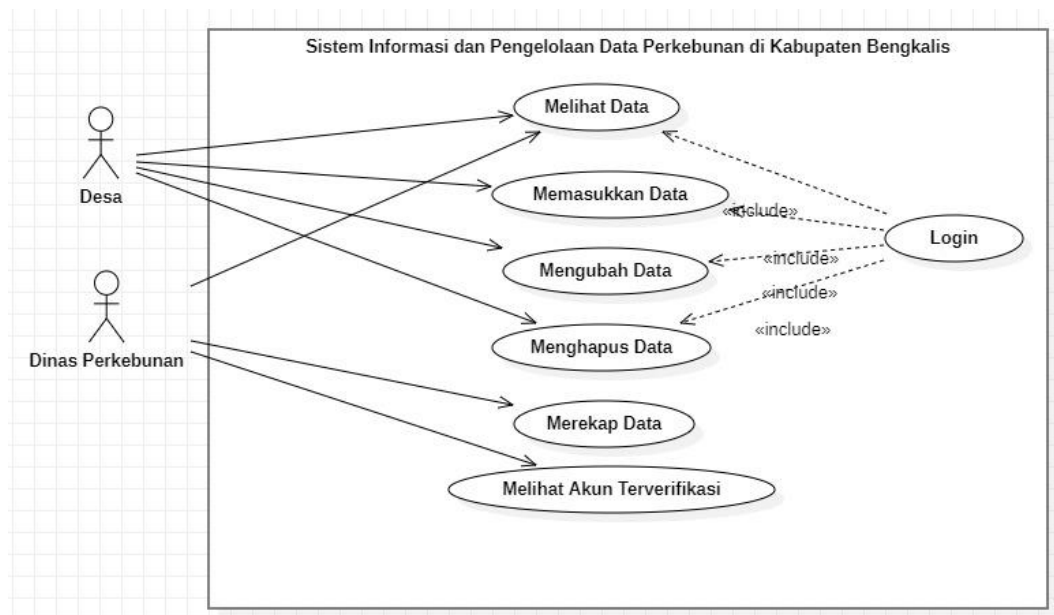 Sistem Informasi dan Pengelolaan Data Perkebunan di Kabupaten Bengkalis
Melihat Data
Desa
Memasukkan Data
«include»
Login
Mengubah Data
«include»
«include»
Dinas Perkebunan
Menghapus Data
«include»
Merekap Data
Melihat Akun Terverifikasi